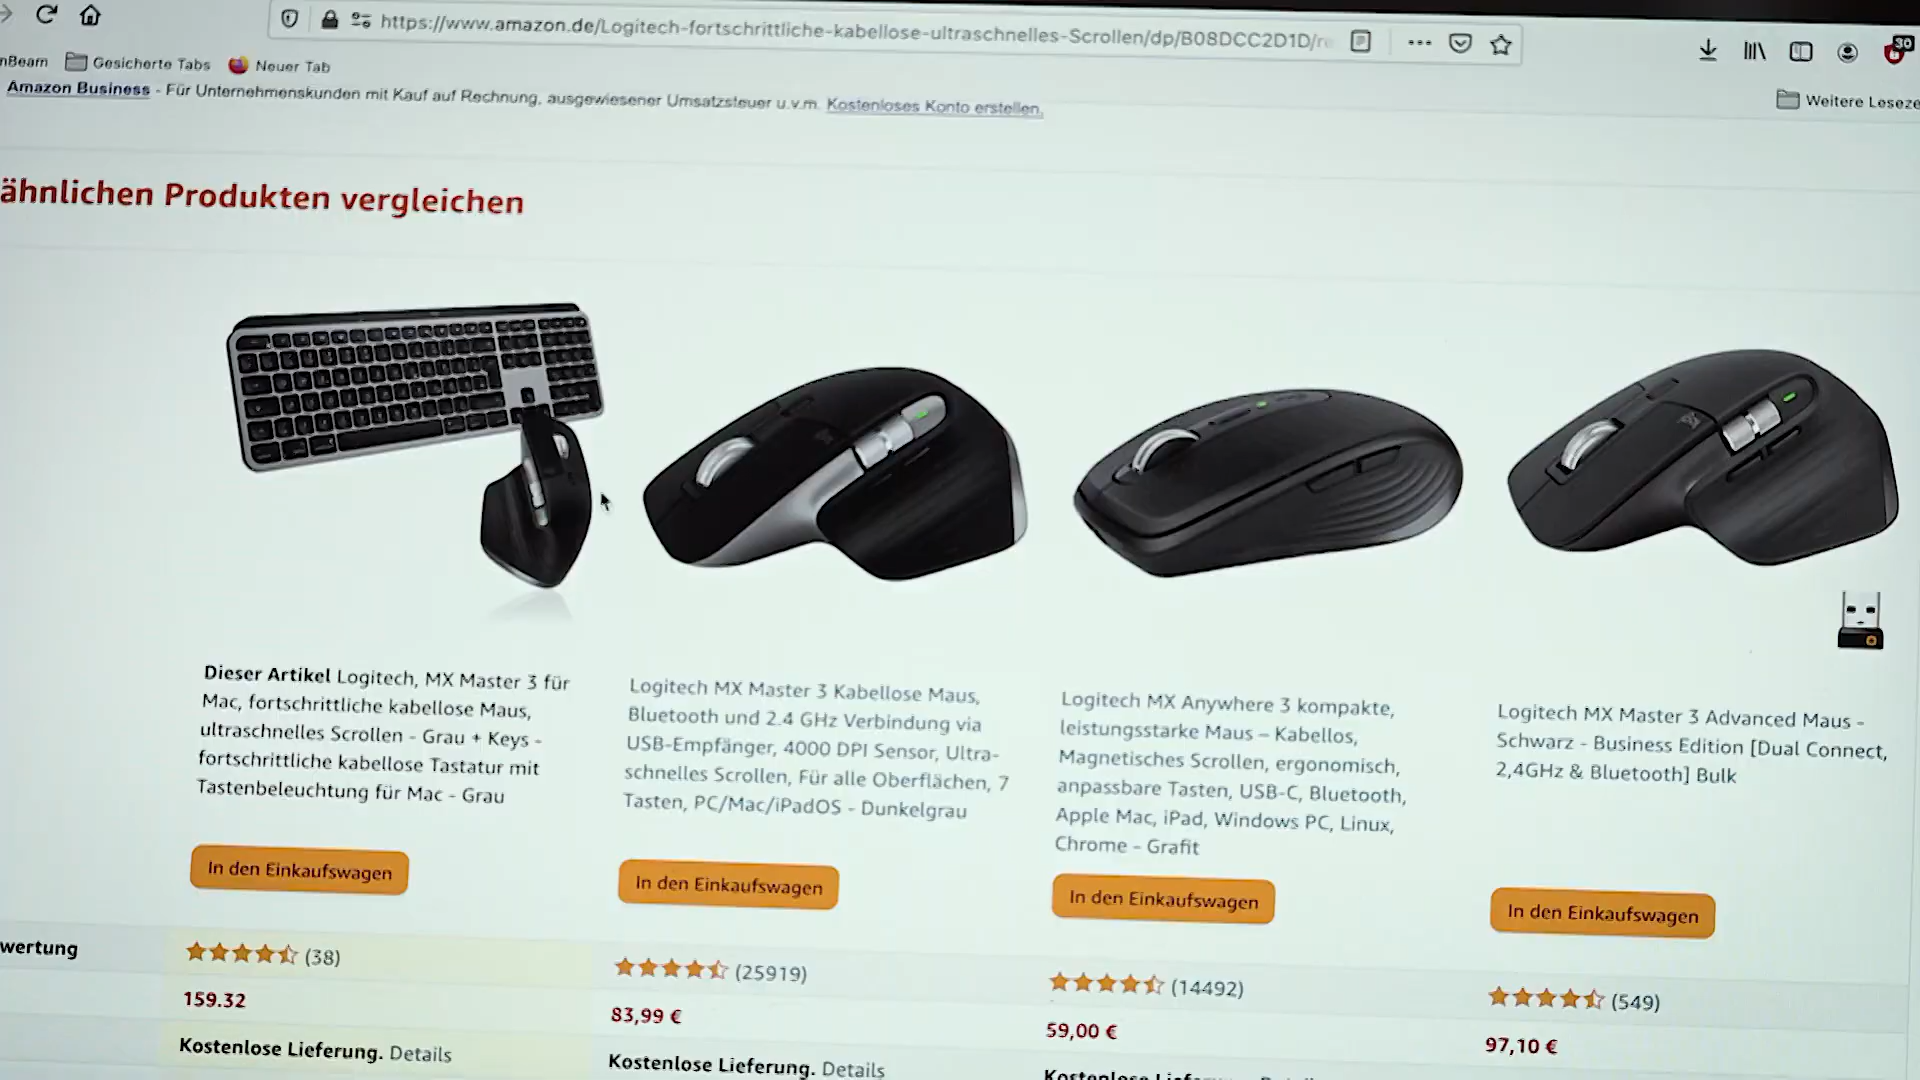 https://www.amazon.de/Logitech-fortschrittliche-kabellose-ultraschnelles-Scrollen/dp/B08DCC2D1D/
nBeam Gesicherte Tabs Neuer Tab
30
Weitere Leseze
Amazon Business - Für Unternehmenskunden mit Kauf auf Rechnung, ausgewiesener Umsatzsteuer u.v.m. Kostenloses Konto erstellen.
ähnlichen Produkten vergleichen
Dieser Artikel Logitech, MX Master 3 für
Mac, fortschrittliche kabellose Maus,
ultraschnelles Scrollen - Grau + Keys -
fortschrittliche kabellose Tastatur mit
Tastenbeleuchtung für Mac - Grau
Logitech MX Master 3 Kabellose Maus,
Bluetooth und 2.4 GHz Verbindung via
USB-Empfänger, 4000 DPI Sensor, Ultra-
schnelles Scrollen, Für alle Oberflächen, 7
Tasten, PC/Mac/iPadOS - Dunkelgrau
Logitech MX Anywhere 3 kompakte,
leistungsstarke Maus – Kabellos,
Magnetisches Scrollen, ergonomisch,
anpassbare Tasten, USB-C, Bluetooth,
Apple Mac, iPad, Windows PC, Linux,
Chrome - Grafit
Logitech MX Master 3 Advanced Maus -
Schwarz - Business Edition [Dual Connect,
2,4GHz & Bluetooth] Bulk
In den Einkaufswagen
In den Einkaufswagen
In den Einkaufswagen
In den Einkaufswagen
wertung
(38)
(25919)
(14492)
(549)
159.32
83,99 €
59,00 €
97,10 €
Kostenlose Lieferung. Details
Kostenlose Lieferung. Details